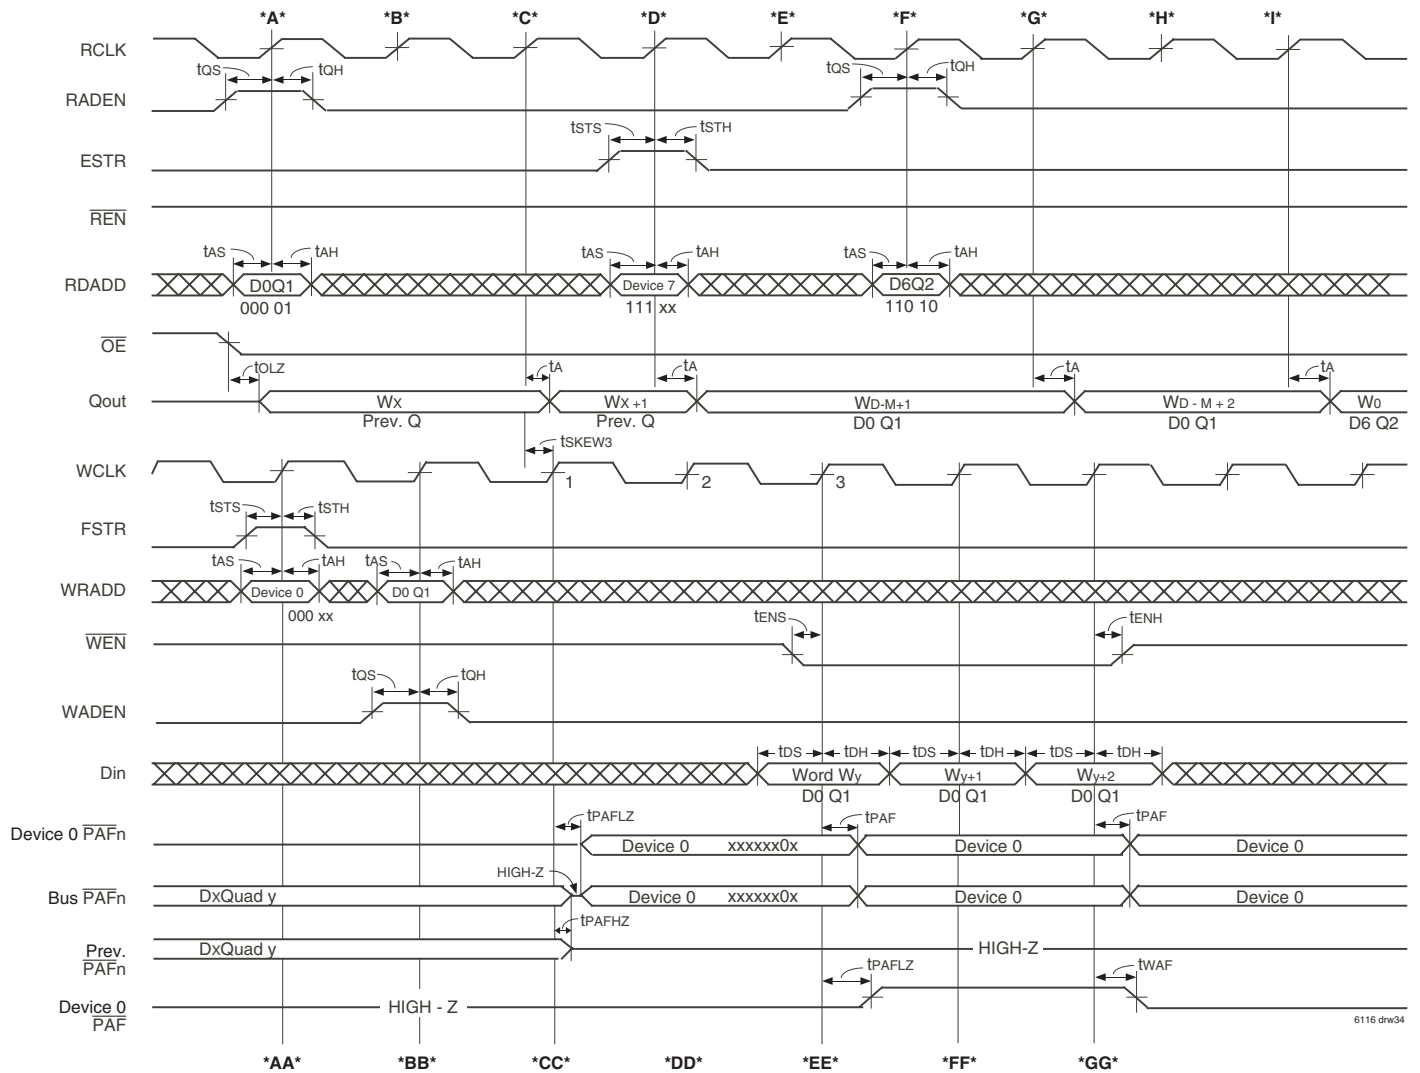 *A* *B* *C* *D* *E* *F* *G* *H* *I*
RCLK
tQS tQH tQS tQH
RADEN
tSTS tSTH
ESTR
REN
tAS tAH tAS tAH tAS tAH
RDADD D0Q1 Device 7 D6Q2
000 01 111 xx 110 10
OE
tOLZ tA tA tA tA
Qout WX WX +1 WD-M+1 WD - M + 2 W0
Prev. Q Prev. Q D0 Q1 D0 Q1 D6 Q2
tSKEW3
WCLK 1 2 3
tSTS tSTH
FSTR
tAS tAH tAS tAH
WRADD Device 0 D0 Q1
000 xx
tENS tENH
WEN
tQS tQH
WADEN
tDS tDH tDS tDH tDS tDH
Din Word Wy Wy+1 Wy+2
D0 Q1 D0 Q1 D0 Q1
tPAFLZ tPAF tPAF
Device 0 PAFn Device 0 xxxxxx0x Device 0 Device 0
HIGH-Z
Bus PAFn DxQuad y Device 0 xxxxxx0x Device 0 Device 0
tPAFHZ
Prev. PAFn DxQuad y HIGH-Z
tPAFLZ tWAF
Device 0 PAF HIGH - Z
6116 drw34
*AA* *BB* *CC* *DD* *EE* *FF* *GG*